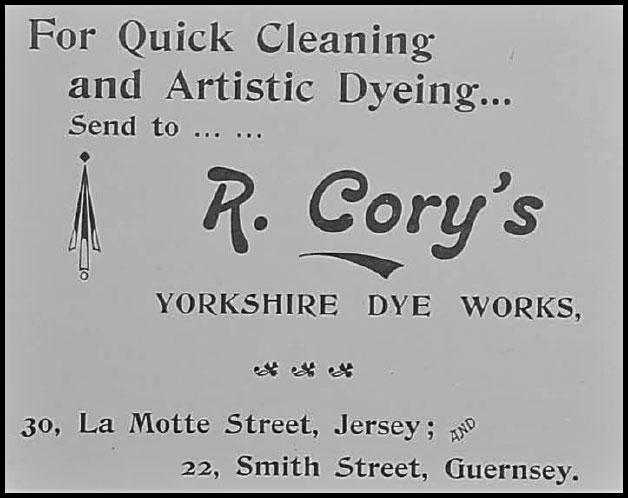 For Quick Cleaning
and Artistic Dyeing...
Send to ... ...
R. Cory's
YORKSHIRE DYE WORKS,
30, La Motte Street, Jersey; AND
22, Smith Street, Guernsey.